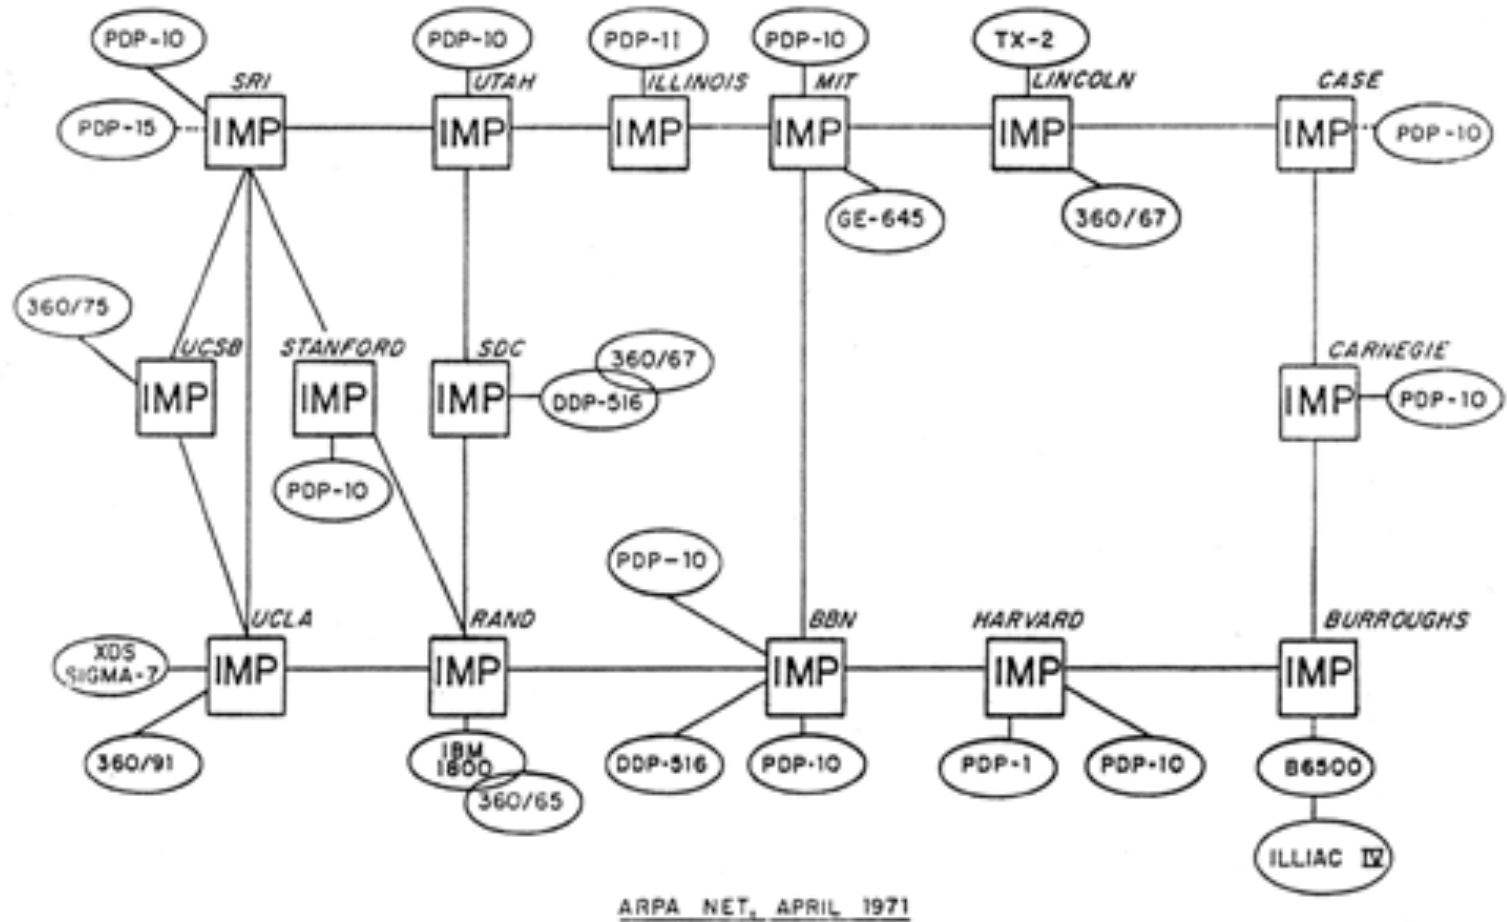 PDP-10
PDP-10
PDP-11
PDP-10
TX-2
SRI
UTAH
ILLINOIS
MIT
LINCOLN
CASE
PDP-15
IMP
IMP
IMP
IMP
IMP
IMP
PDP-10
GE-645
360/67
360/75
UCSB
STANFORD
SDC
360/67
CARNEGIE
IMP
IMP
IMP
DDP-516
IMP
PDP-10
PDP-10
PDP-10
UCLA
RAND
BBN
HARVARD
BURROUGHS
XDS
SIGMA-7
IMP
IMP
IMP
IMP
IMP
360/91
IBM
1800
360/65
DDP-516
PDP-10
PDP-1
PDP-10
B6500
ILLIAC IV
ARPA NET, APRIL 1971